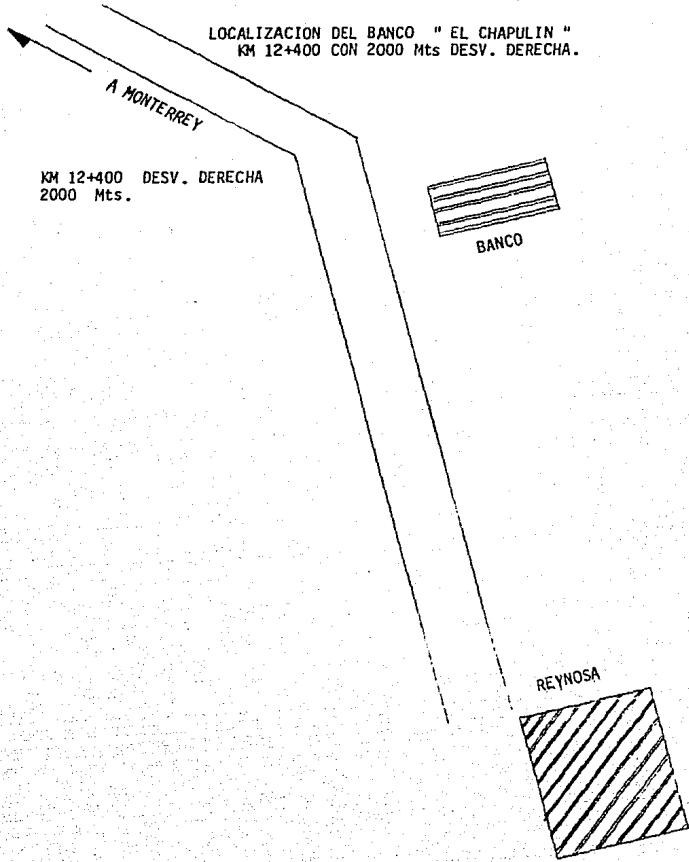 LOCALIZACION DEL BANCO " EL CHAPULIN "
KM 12+400 CON 2000 Mts DESV. DERECHA.
A MONTERREY
KM 12+400 DESV. DERECHA
2000 Mts.
BANCO
REYNOSA